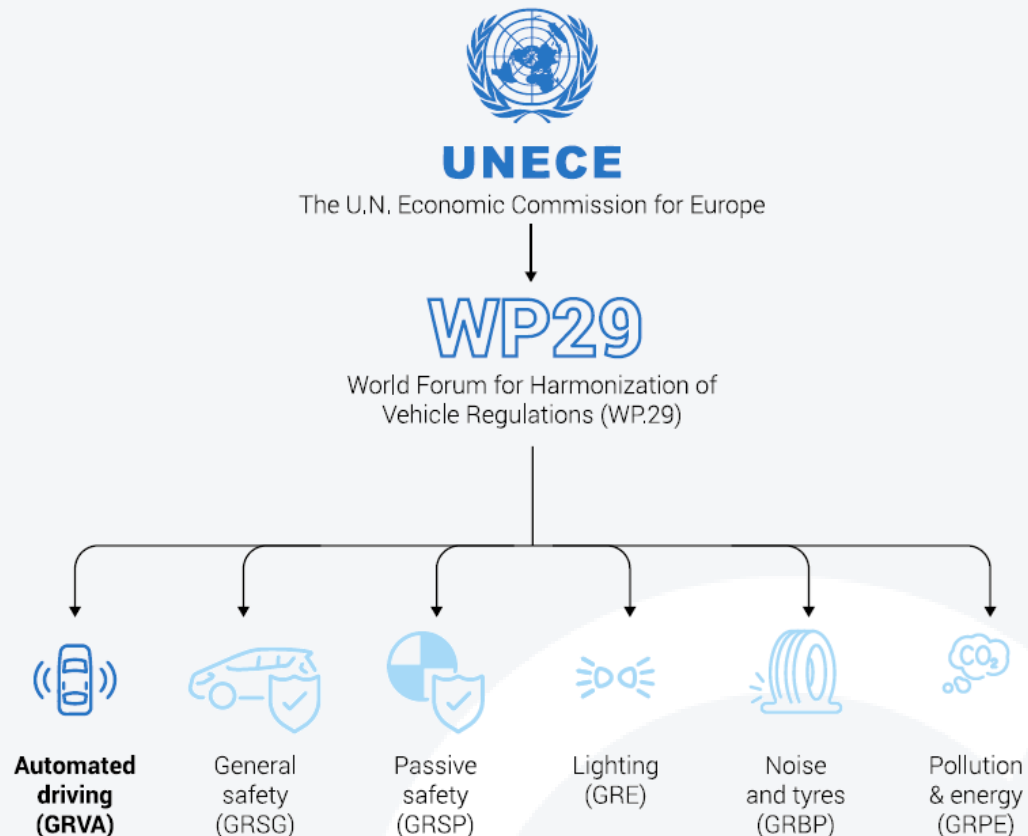 UNECE
The U.N. Economic Commission for Europe
WP29
World Forum for Harmonization of
Vehicle Regulations (WP.29)
Automated
driving
(GRVA)
General
safety
(GRSG)
Passive
safety
(GRSP)
Lighting
(GRE)
Noise
and tyres
(GRBP)
CO₂
Pollution
& energy
(GRPE)